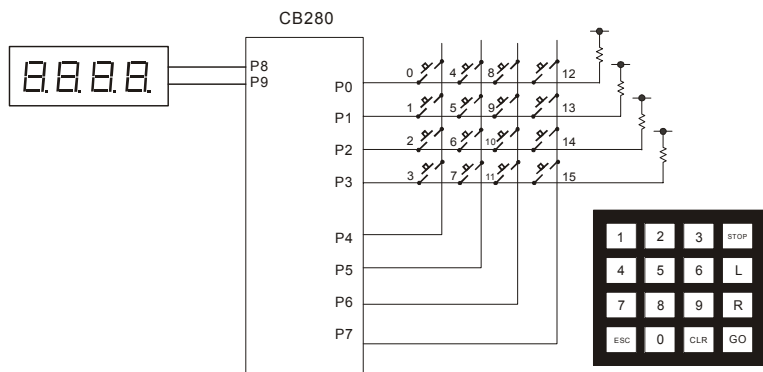 CB280
8.8.8.8.
P8
P9
P0
P1
P2
P3
P4
P5
P6
P7
0 4 8 12
1 5 9 13
2 6 10 14
3 7 11 15
1 2 3 STOP
4 5 6 L
7 8 9 R
ESC 0 CLR GO